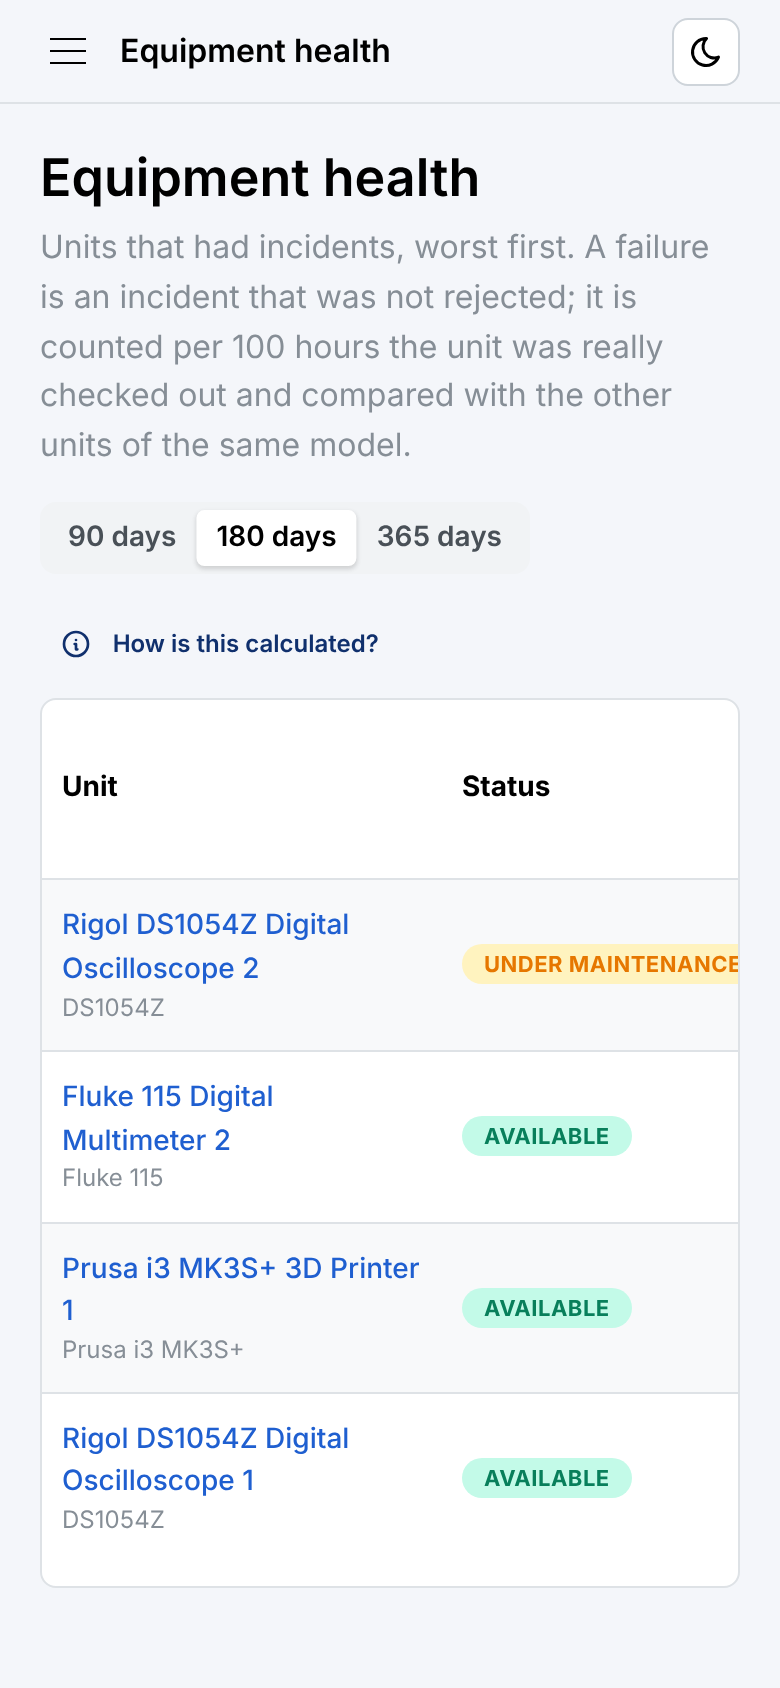 Equipment health
Equipment health
Units that had incidents, worst first. A failure
is an incident that was not rejected; it is
counted per 100 hours the unit was really
checked out and compared with the other
units of the same model.
90 days 180 days 365 days
How is this calculated?
Unit Status
Rigol DS1054Z Digital
Oscilloscope 2
DS1054Z
UNDER MAINTENANCE
Fluke 115 Digital
Multimeter 2
Fluke 115
AVAILABLE
Prusa i3 MK3S+ 3D Printer
1
Prusa i3 MK3S+
AVAILABLE
Rigol DS1054Z Digital
Oscilloscope 1
DS1054Z
AVAILABLE